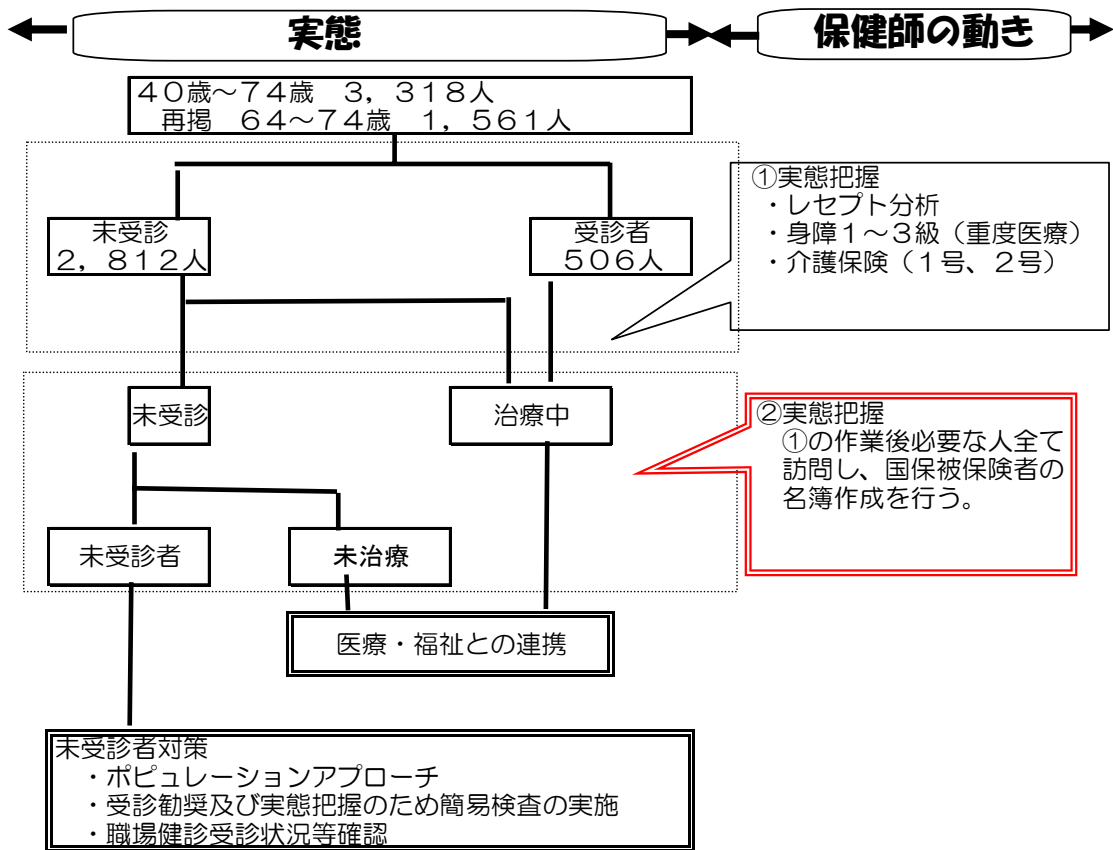 実態
保健師の動き
４０歳～７４歳　３，３１８人
再掲　６４～７４歳　１，５６１人
未受診
２，８１２人
受診者
５０６人
①実態把握
・レセプト分析
・身障１～３級（重度医療）
・介護保険（１号、２号）
未受診
治療中
②実態把握
①の作業後必要な人全て
訪問し、国保被保険者の
名簿作成を行う。
未受診者
未治療
医療・福祉との連携
未受診者対策
・ポピュレーションアプローチ
・受診勧奨及び実態把握のため簡易検査の実施
・職場健診受診状況等確認